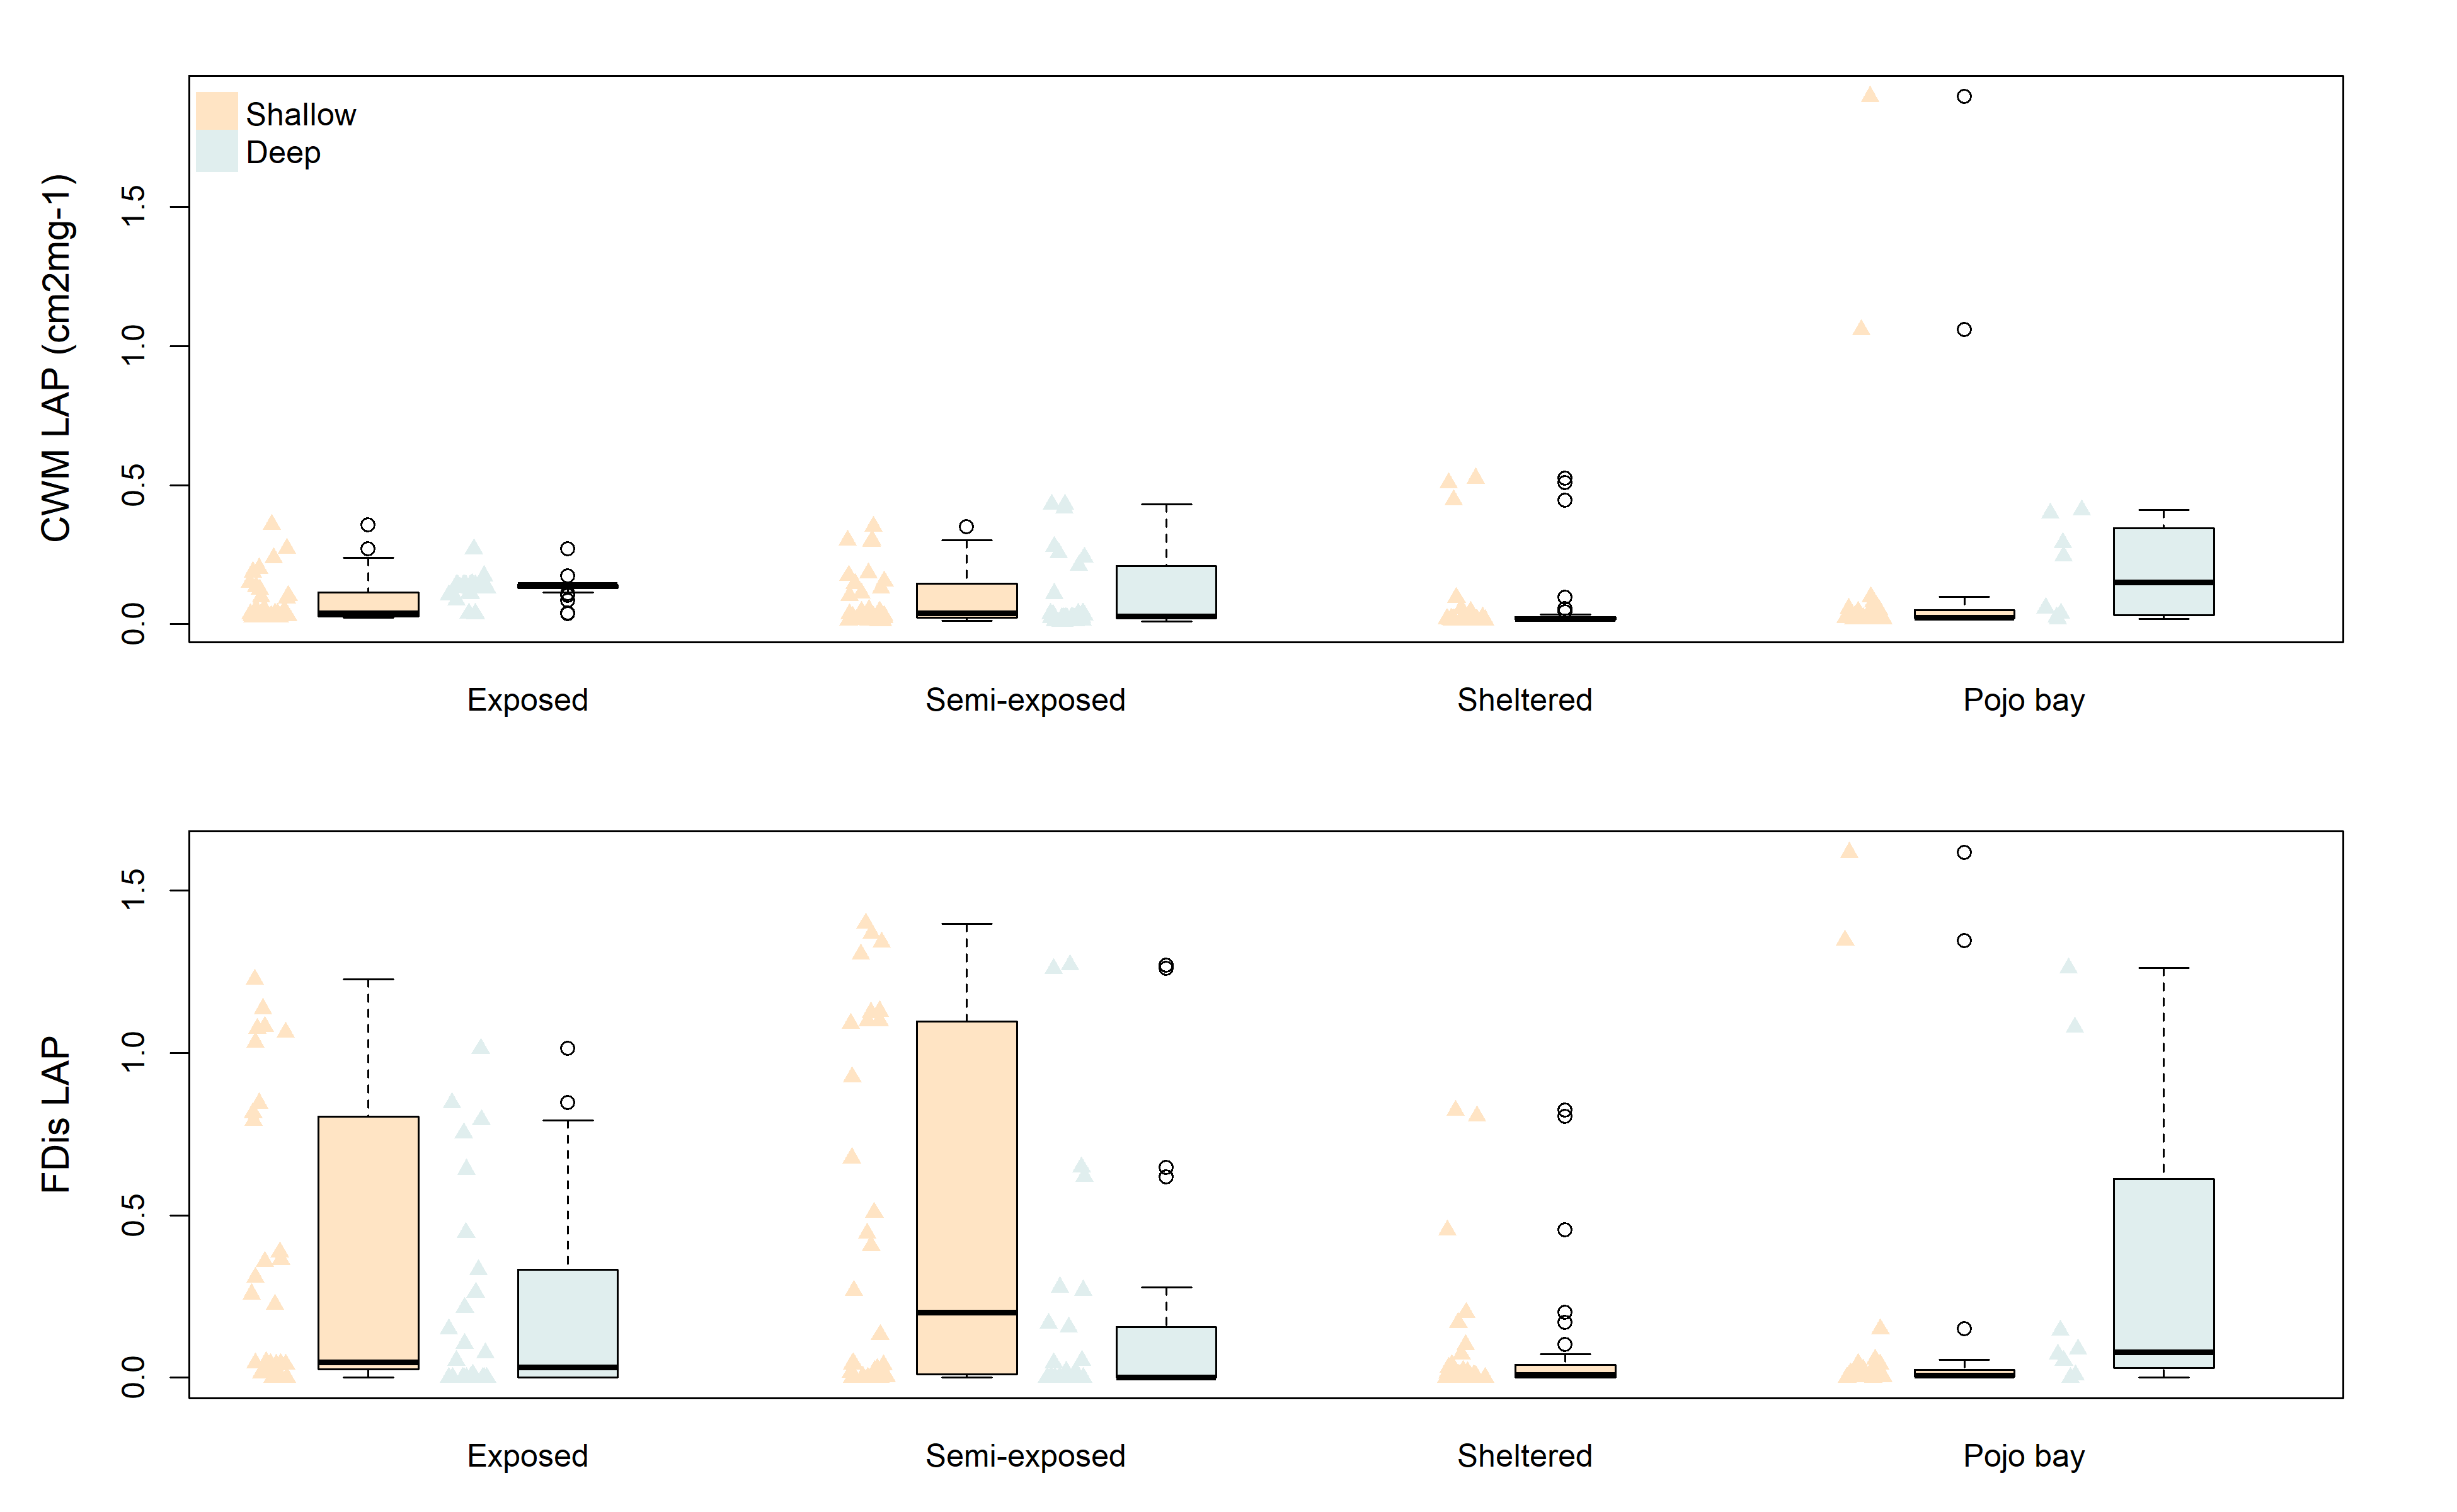 Shallow
Deep
CWM LAP (cm2mg-1)
1.5
1.0
0.5
0.0
Exposed Semi-exposed Sheltered Pojo bay
FDis LAP
1.5
1.0
0.5
0.0
Exposed Semi-exposed Sheltered Pojo bay